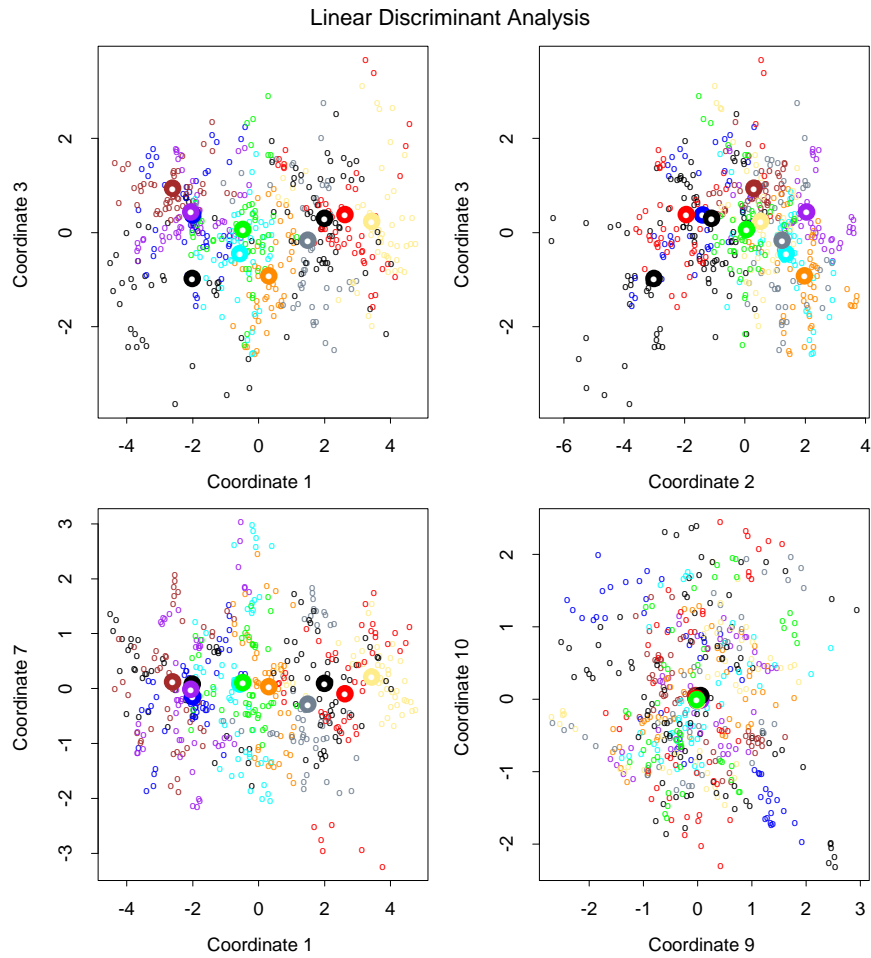 Linear Discriminant Analysis
Coordinate 3
2
0
-2
-4 -2 0 2 4
Coordinate 1
Coordinate 3
2
0
-2
-6 -4 -2 0 2 4
Coordinate 2
Coordinate 7
3
2
1
0
-1
-2
-3
-4 -2 0 2 4
Coordinate 1
Coordinate 10
2
1
0
-1
-2
-2 -1 0 1 2 3
Coordinate 9